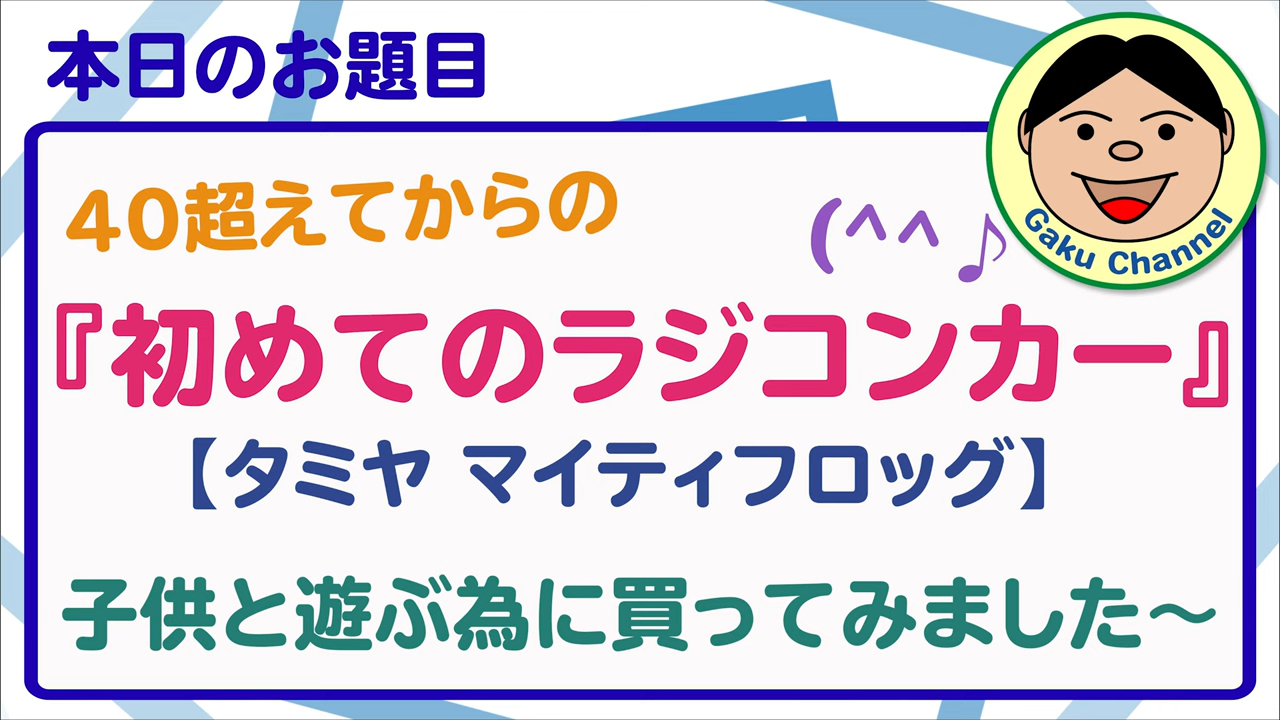 本日のお題目
40超えてからの
(^^♪
『初めてのラジコンカー』
【タミヤ マイティフロッグ】
子供と遊ぶ為に買ってみました～
Gaku Channel